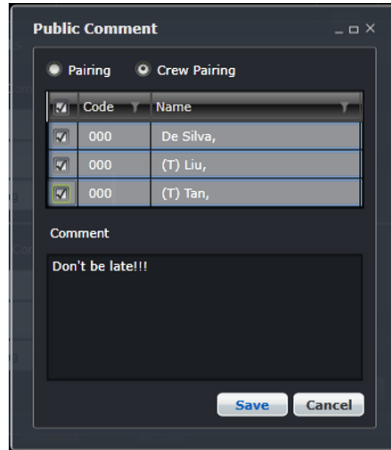 Public Comment
Pairing Crew Pairing
Code Name
000 De Silva,
000 (T) Liu,
000 (T) Tan,
Comment
Don't be late!!!
Save Cancel